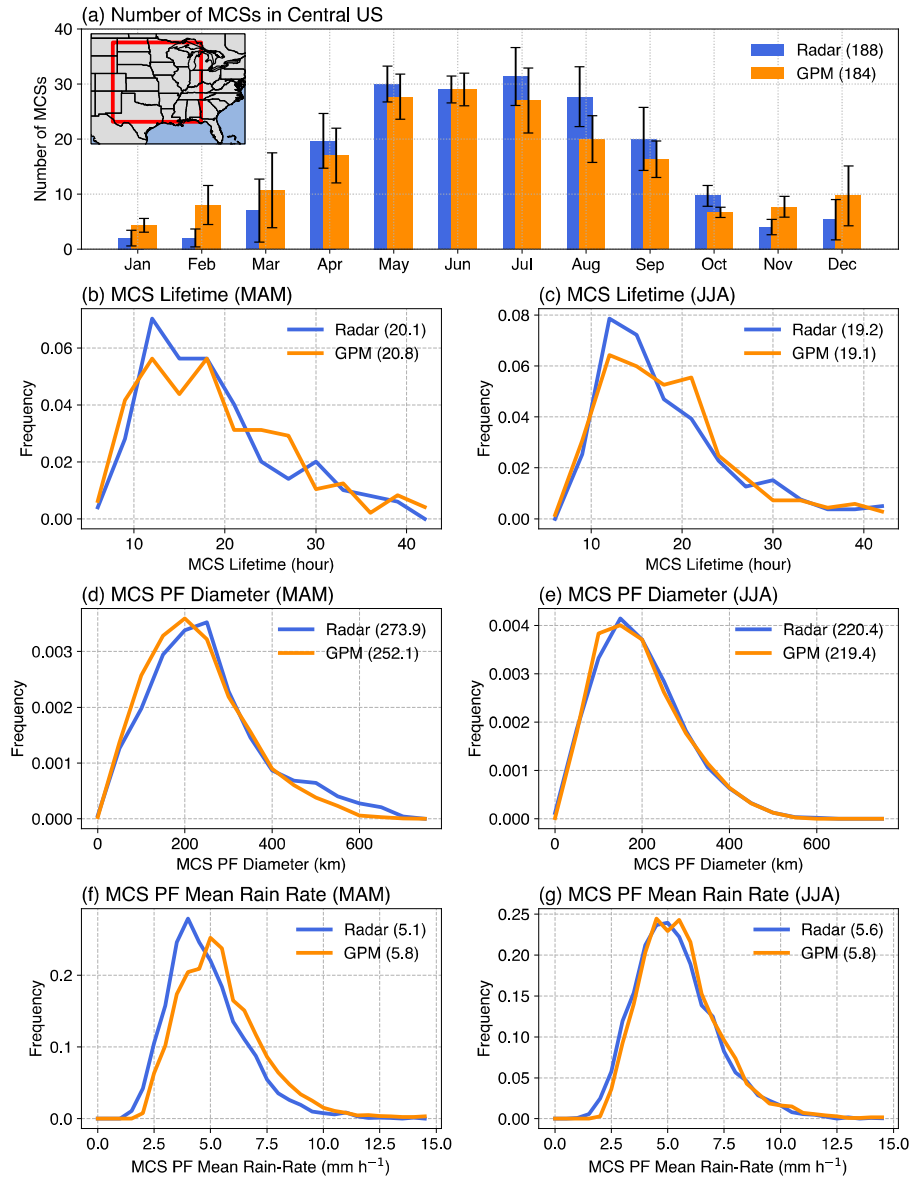 (a) Number of MCSs in Central US
Number of MCSs
40
30
20
10
0
Radar (188)
GPM (184)
Jan Feb Mar Apr May Jun Jul Aug Sep Oct Nov Dec
(b) MCS Lifetime (MAM)
Frequency
0.06
0.04
0.02
0.00
Radar (20.1)
GPM (20.8)
10 20 30 40
MCS Lifetime (hour)
(c) MCS Lifetime (JJA)
Frequency
0.08
0.06
0.04
0.02
0.00
Radar (19.2)
GPM (19.1)
10 20 30 40
MCS Lifetime (hour)
(d) MCS PF Diameter (MAM)
Frequency
0.003
0.002
0.001
0.000
Radar (273.9)
GPM (252.1)
0 200 400 600
MCS PF Diameter (km)
(e) MCS PF Diameter (JJA)
Frequency
0.004
0.003
0.002
0.001
0.000
Radar (220.4)
GPM (219.4)
0 200 400 600
MCS PF Diameter (km)
(f) MCS PF Mean Rain Rate (MAM)
Frequency
0.2
0.1
0.0
Radar (5.1)
GPM (5.8)
0.0 2.5 5.0 7.5 10.0 12.5 15.0
MCS PF Mean Rain-Rate (mm h⁻¹)
(g) MCS PF Mean Rain Rate (JJA)
Frequency
0.25
0.20
0.15
0.10
0.05
0.00
Radar (5.6)
GPM (5.8)
0.0 2.5 5.0 7.5 10.0 12.5 15.0
MCS PF Mean Rain-Rate (mm h⁻¹)